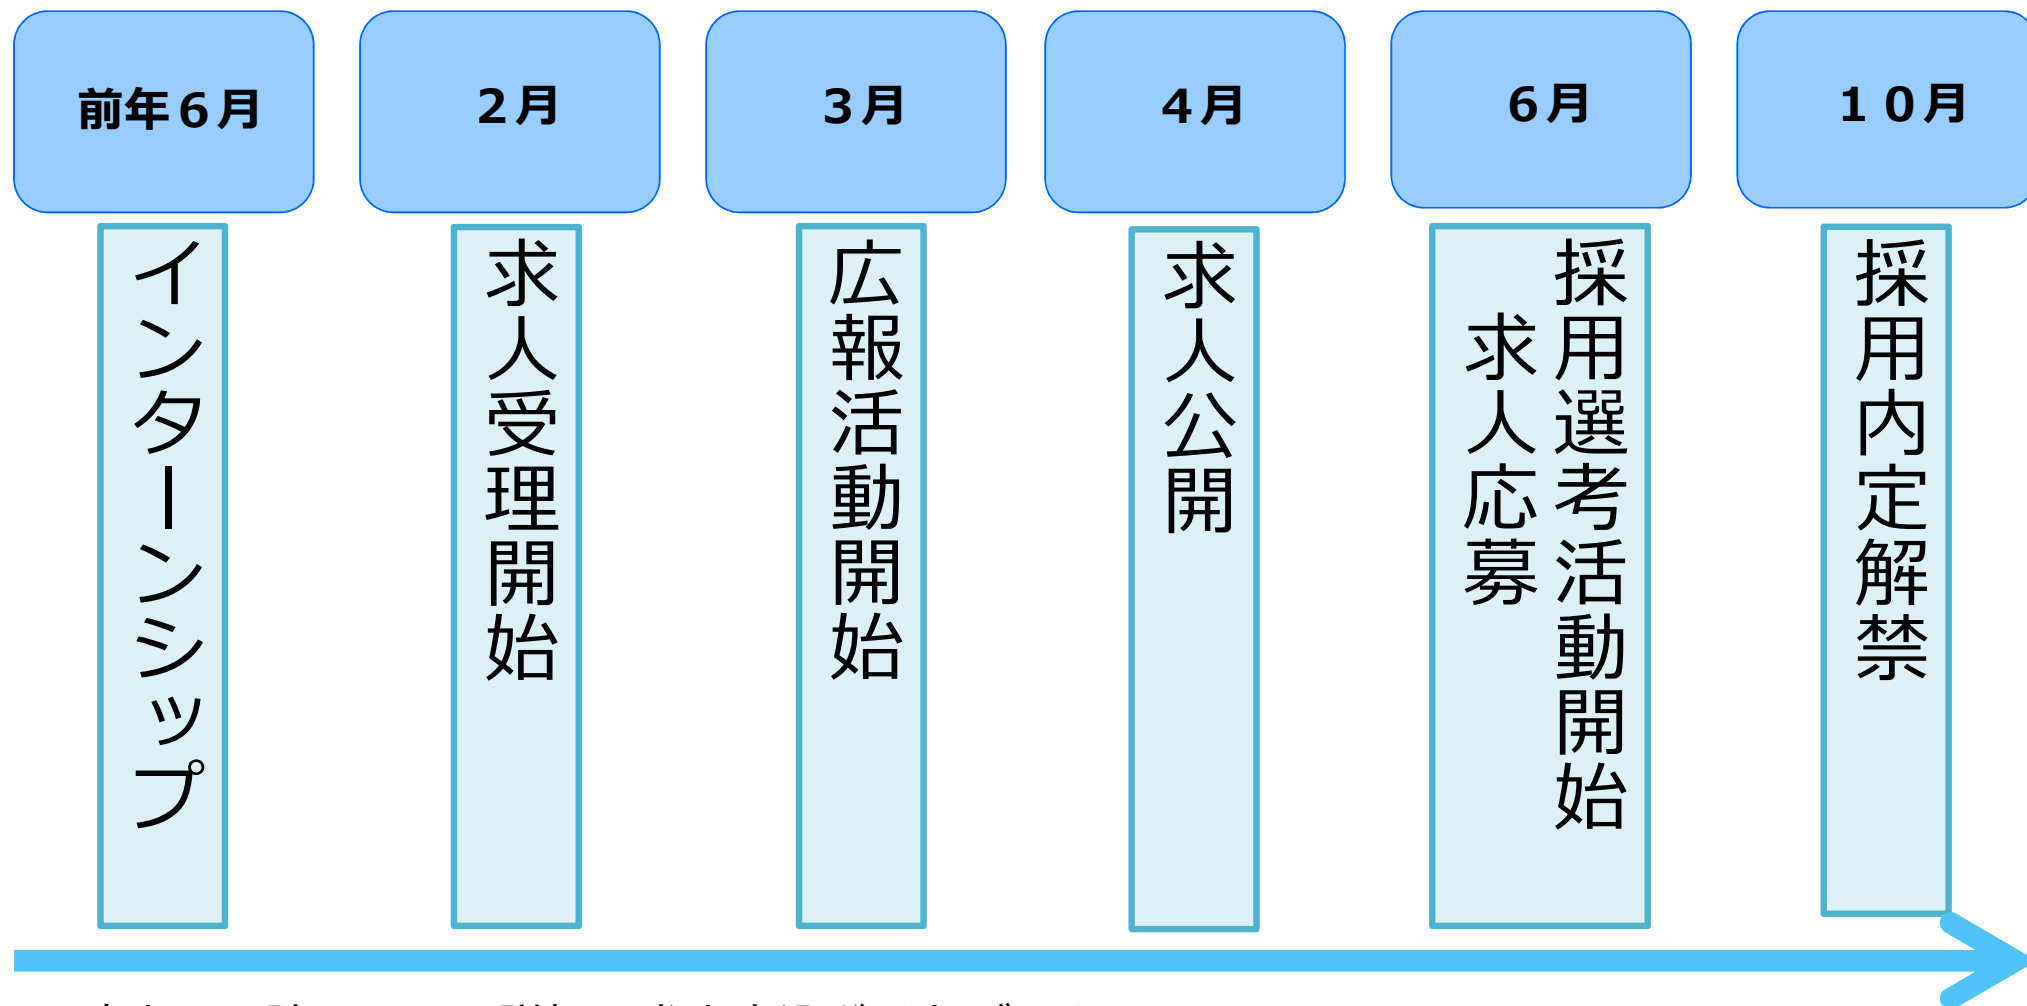 前年６月
２月
３月
４月
６月
１０月
インターンシップ
求人受理開始
広報活動開始
求人公開
採用選考活動開始
求人応募
採用内定解禁